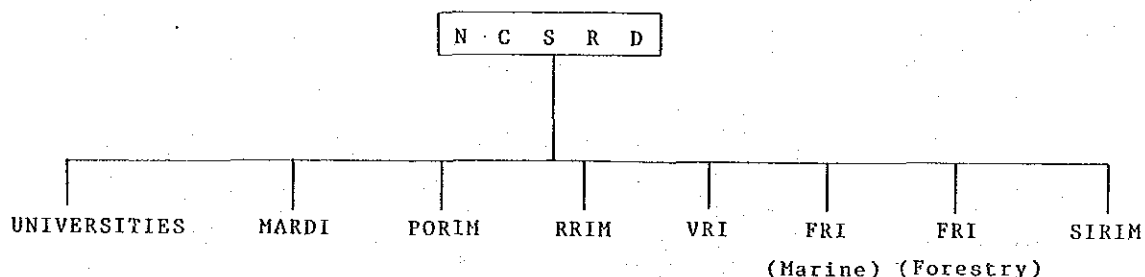 N C S R D
UNIVERSITIES MARDI PORIM RRIM VRI FRI FRI SIRIM
(Marine) (Forestry)